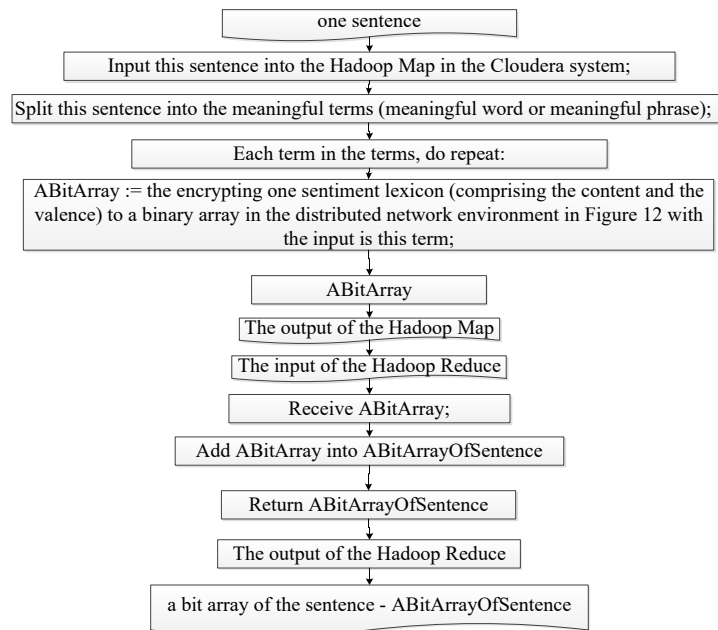 one sentence
Input this sentence into the Hadoop Map in the Cloudera system;
Split this sentence into the meaningful terms (meaningful word or meaningful phrase);
Each term in the terms, do repeat:
ABitArray := the encrypting one sentiment lexicon (comprising the content and the
valence) to a binary array in the distributed network environment in Figure 12 with
the input is this term;
ABitArray
The output of the Hadoop Map
The input of the Hadoop Reduce
Receive ABitArray;
Add ABitArray into ABitArrayOfSentence
Return ABitArrayOfSentence
The output of the Hadoop Reduce
a bit array of the sentence - ABitArrayOfSentence